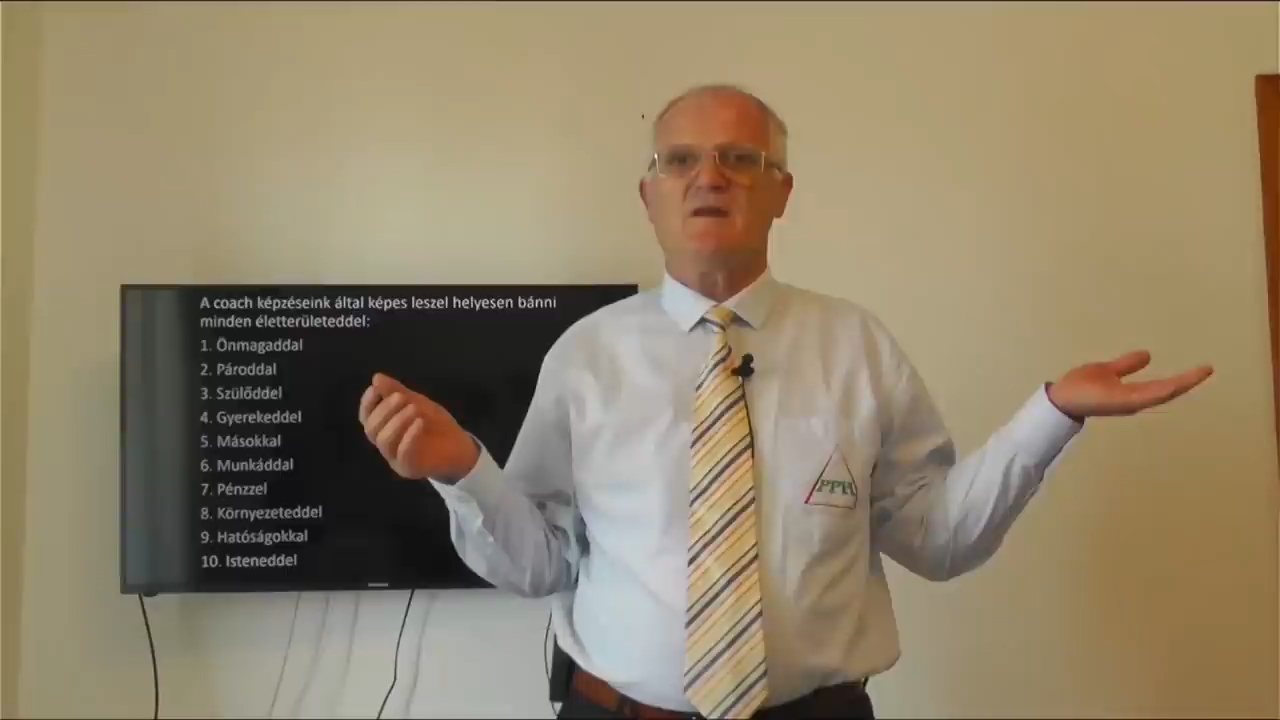 A coach képzéseink által képes leszel helyesen bánni
minden életterületeddel:
1. Önmagaddal
2. Pároddal
3. Szülőddel
4. Gyerekeddel
5. Másokkal
6. Munkáddal
7. Pénzzel
8. Környezeteddel
9. Hatóságokkal
10. Isteneddel